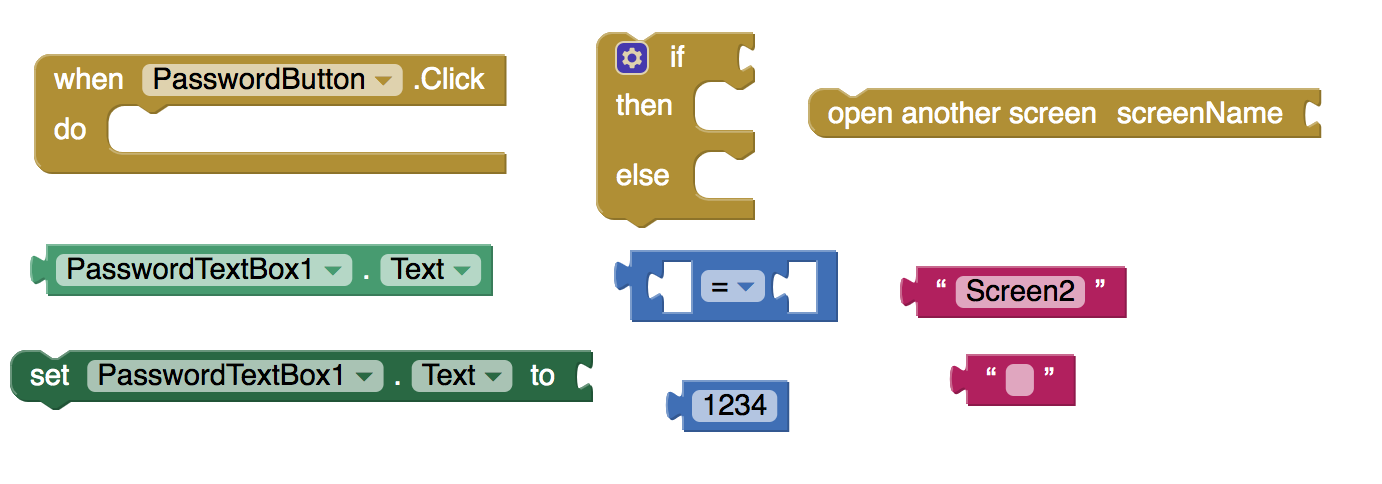 when PasswordButton .Click
do
if
then
else
open another screen screenName
PasswordTextBox1 . Text
=
“ Screen2 ”
set PasswordTextBox1 . Text to
1234
“ ”